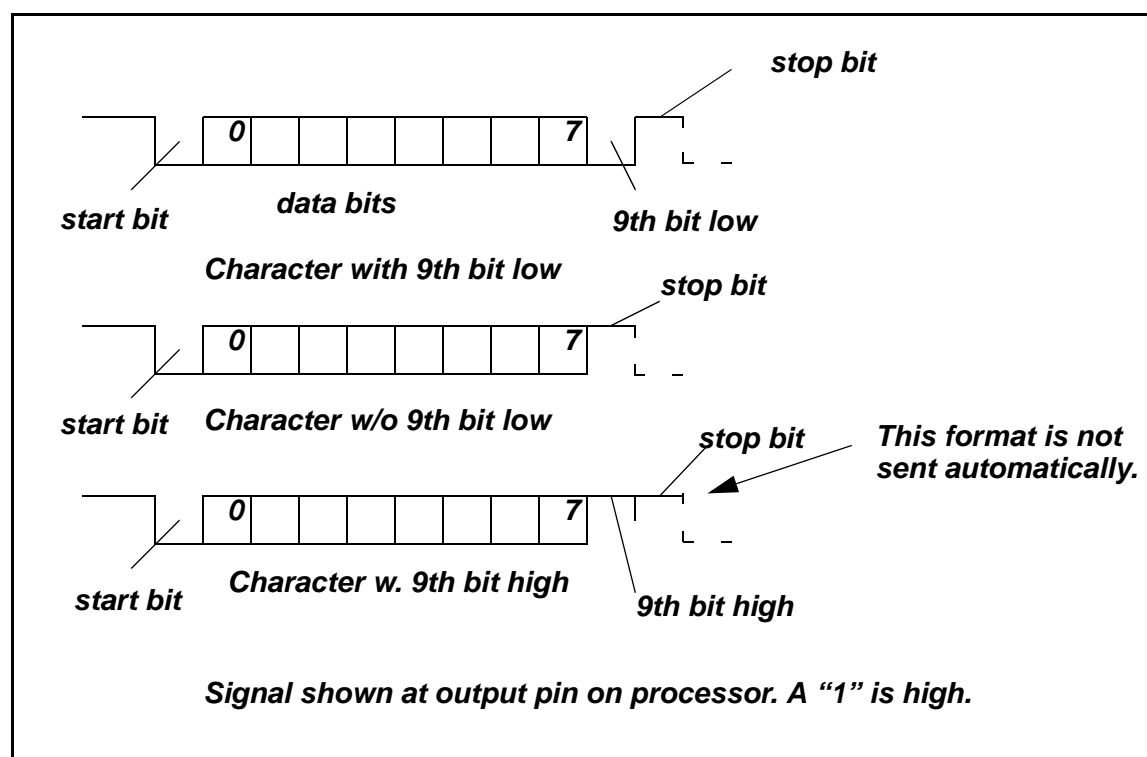 stop bit
0 7
start bit
data bits
9th bit low
Character with 9th bit low
stop bit
0 7
start bit
Character w/o 9th bit low
stop bit
This format is not
sent automatically.
0 7
start bit
Character w. 9th bit high
9th bit high
Signal shown at output pin on processor. A “1” is high.